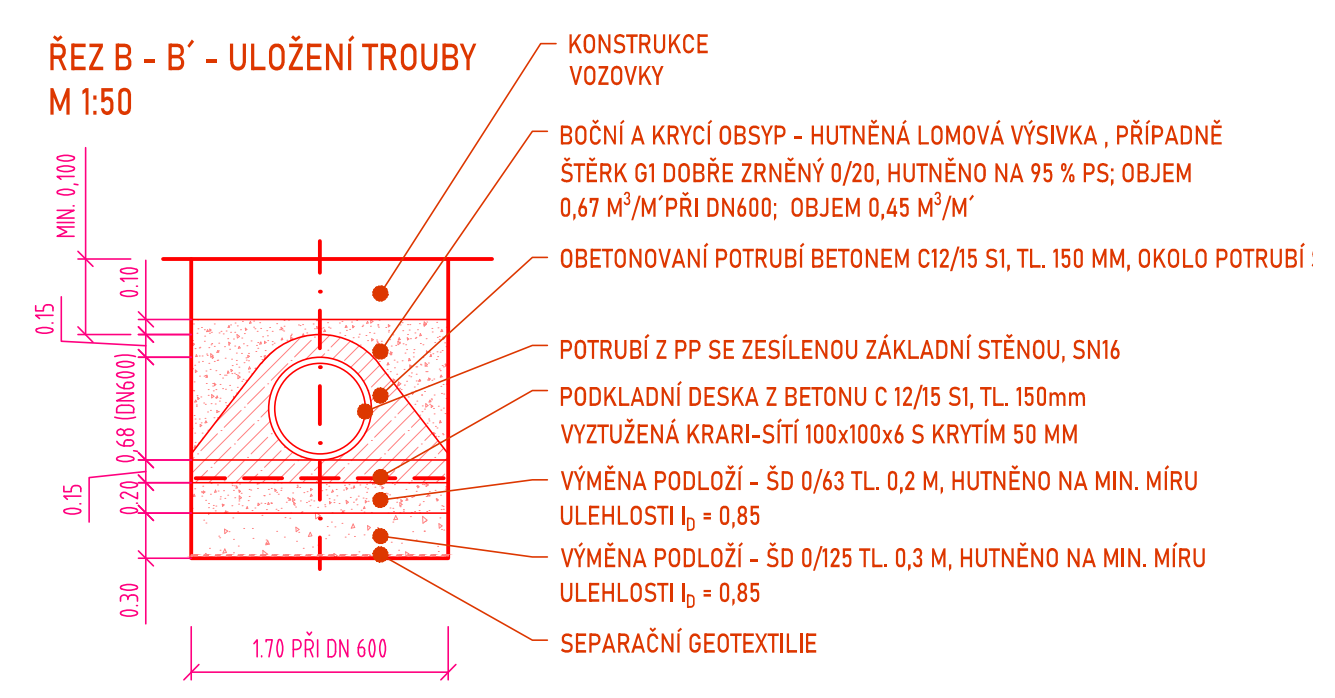 ŘEZ B - B´ - ULOŽENÍ TROUBY
M 1:50
KONSTRUKCE
VOZOVKY
BOČNÍ A KRYCÍ OBSYP - HUTNĚNÁ LOMOVÁ VÝSIVKA , PŘÍPADNĚ
ŠTĚRK G1 DOBŘE ZRNĚNÝ 0/20, HUTNĚNO NA 95 % PS; OBJEM
0,67 M³/M´PŘI DN600; OBJEM 0,45 M³/M´
OBETONOVANÍ POTRUBÍ BETONEM C12/15 S1, TL. 150 MM, OKOLO POTRUBÍ
POTRUBÍ Z PP SE ZESÍLENOU ZÁKLADNÍ STĚNOU, SN16
PODKLADNÍ DESKA Z BETONU C 12/15 S1, TL. 150mm
VYZTUŽENÁ KRARI-SÍTÍ 100x100x6 S KRYTÍM 50 MM
VÝMĚNA PODLOŽÍ - ŠD 0/63 TL. 0,2 M, HUTNĚNO NA MIN. MÍRU
ULEHLOSTI I_D = 0,85
VÝMĚNA PODLOŽÍ - ŠD 0/125 TL. 0,3 M, HUTNĚNO NA MIN. MÍRU
ULEHLOSTI I_D = 0,85
SEPARAČNÍ GEOTEXTILIE
MIN. 0,100
0.10
0.15
0,68 (DN600)
0.15
0.20
0.30
1.70 PŘI DN 600